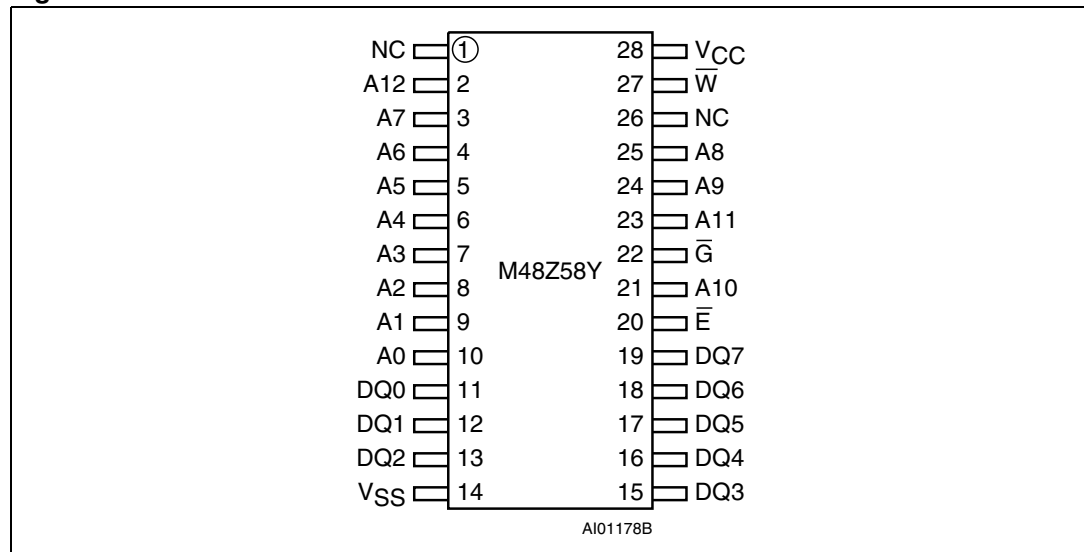 NC 1 28 VCC
A12 2 27 W̅
A7 3 26 NC
A6 4 25 A8
A5 5 24 A9
A4 6 23 A11
A3 7 22 G̅
M48Z58Y
A2 8 21 A10
A1 9 20 E̅
A0 10 19 DQ7
DQ0 11 18 DQ6
DQ1 12 17 DQ5
DQ2 13 16 DQ4
VSS 14 15 DQ3
AI01178B